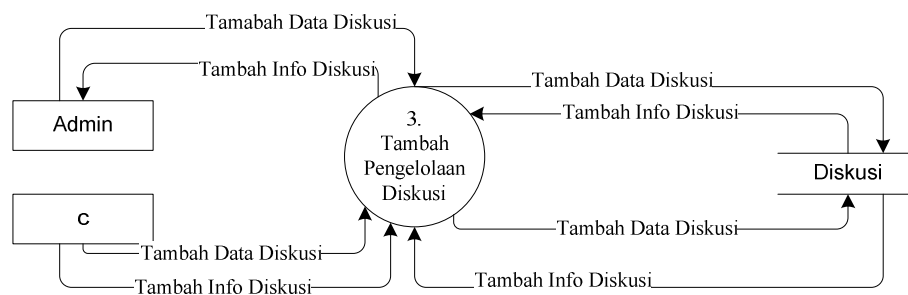 Tamabah Data Diskusi
Tambah Info Diskusi
Tambah Data Diskusi
Tambah Info Diskusi
Admin
3.
Tambah
Pengelolaan
Diskusi
Diskusi
c
Tambah Data Diskusi
Tambah Data Diskusi
Tambah Info Diskusi
Tambah Info Diskusi